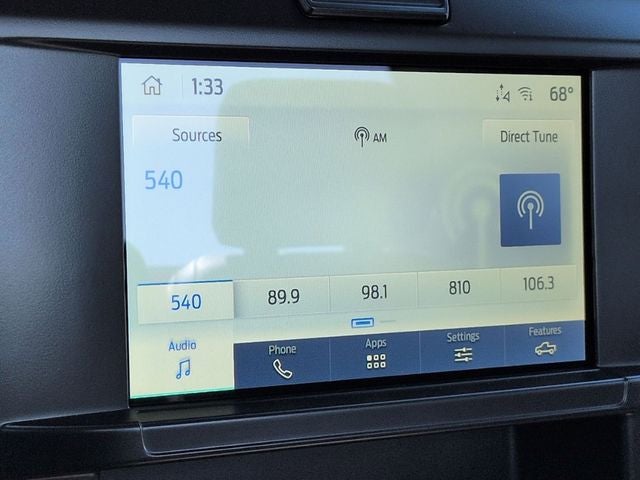 1:33
68°
Sources
AM
Direct Tune
540
540
89.9
98.1
810
106.3
Audio
Phone
Apps
Settings
Features